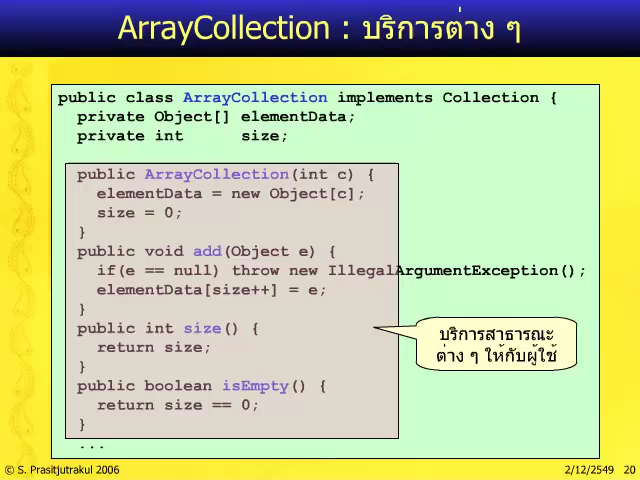 ArrayCollection : บริการต่าง ๆ
public class ArrayCollection implements Collection {
private Object[] elementData;
private int size;
public ArrayCollection(int c) {
elementData = new Object[c];
size = 0;
}
public void add(Object e) {
if(e == null) throw new IllegalArgumentException();
elementData[size++] = e;
}
public int size() {
return size;
}
public boolean isEmpty() {
return size == 0;
}
...
บริการสาธารณะ
ต่าง ๆ ให้กับผู้ใช้
© S. Prasitjutrakul 2006
2/12/2549 20